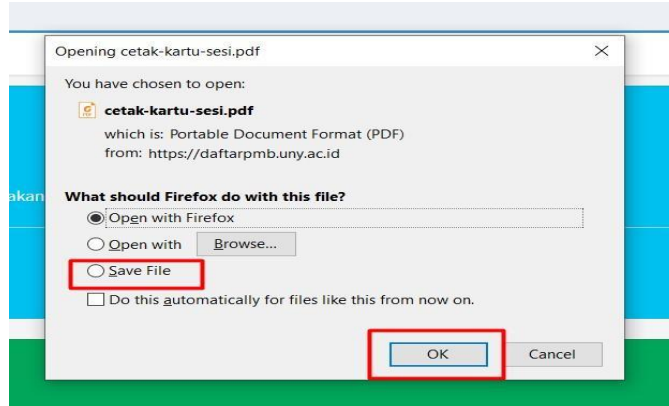 Opening cetak-kartu-sesi.pdf
You have chosen to open:
cetak-kartu-sesi.pdf
which is: Portable Document Format (PDF)
from: https://daftarpmb.uny.ac.id
akan
What should Firefox do with this file?
Open with Firefox
Open with Browse...
Save File
Do this automatically for files like this from now on.
OK Cancel